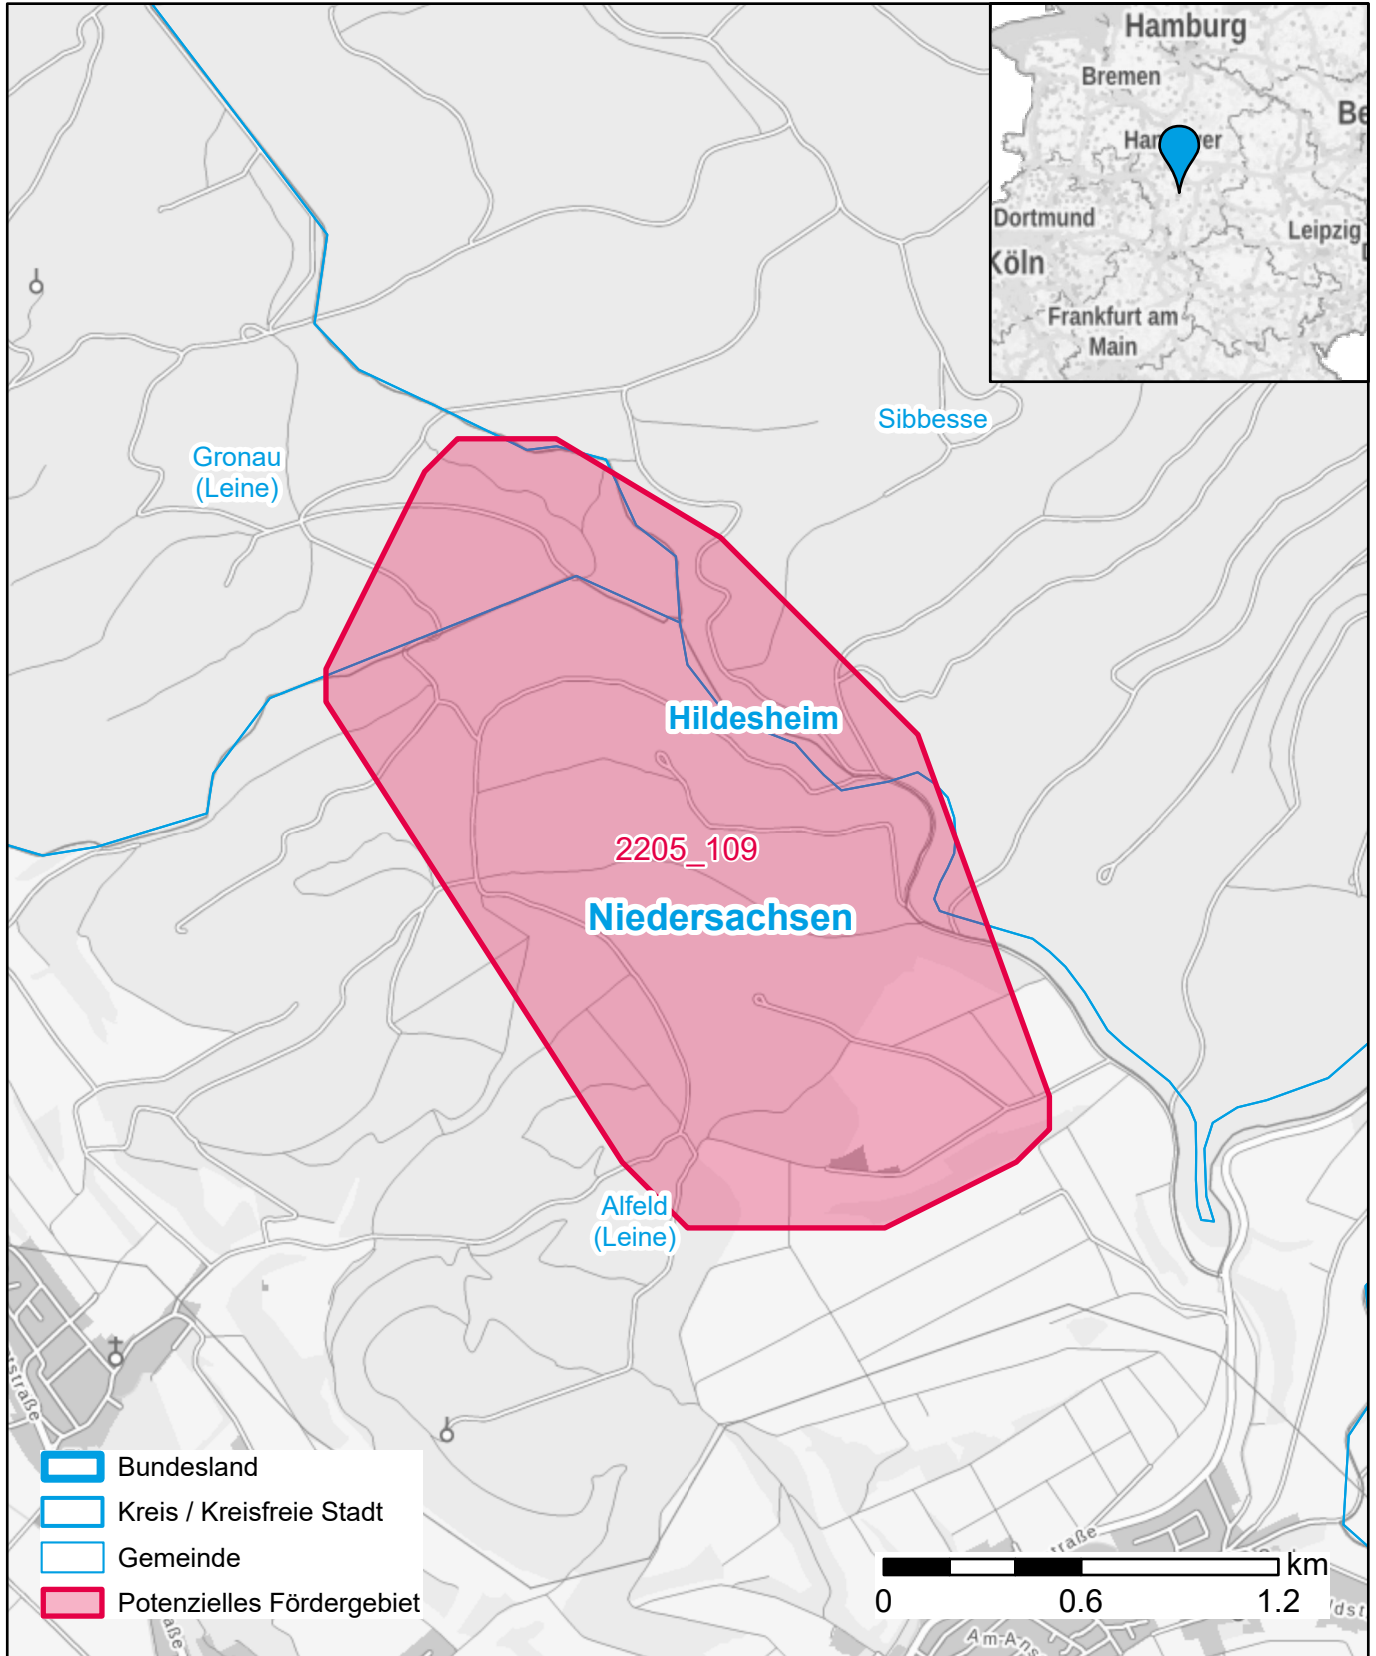 Hamburg
Bremen
Dortmund
Leipzig
Köln
Frankfurt am
Main
Sibbesse
Gronau
(Leine)
Hildesheim
2205_109
Niedersachsen
Alfeld
(Leine)
Bundesland
Kreis / Kreisfreie Stadt
Gemeinde
Potenzielles Fördergebiet
km
0 0.6 1.2